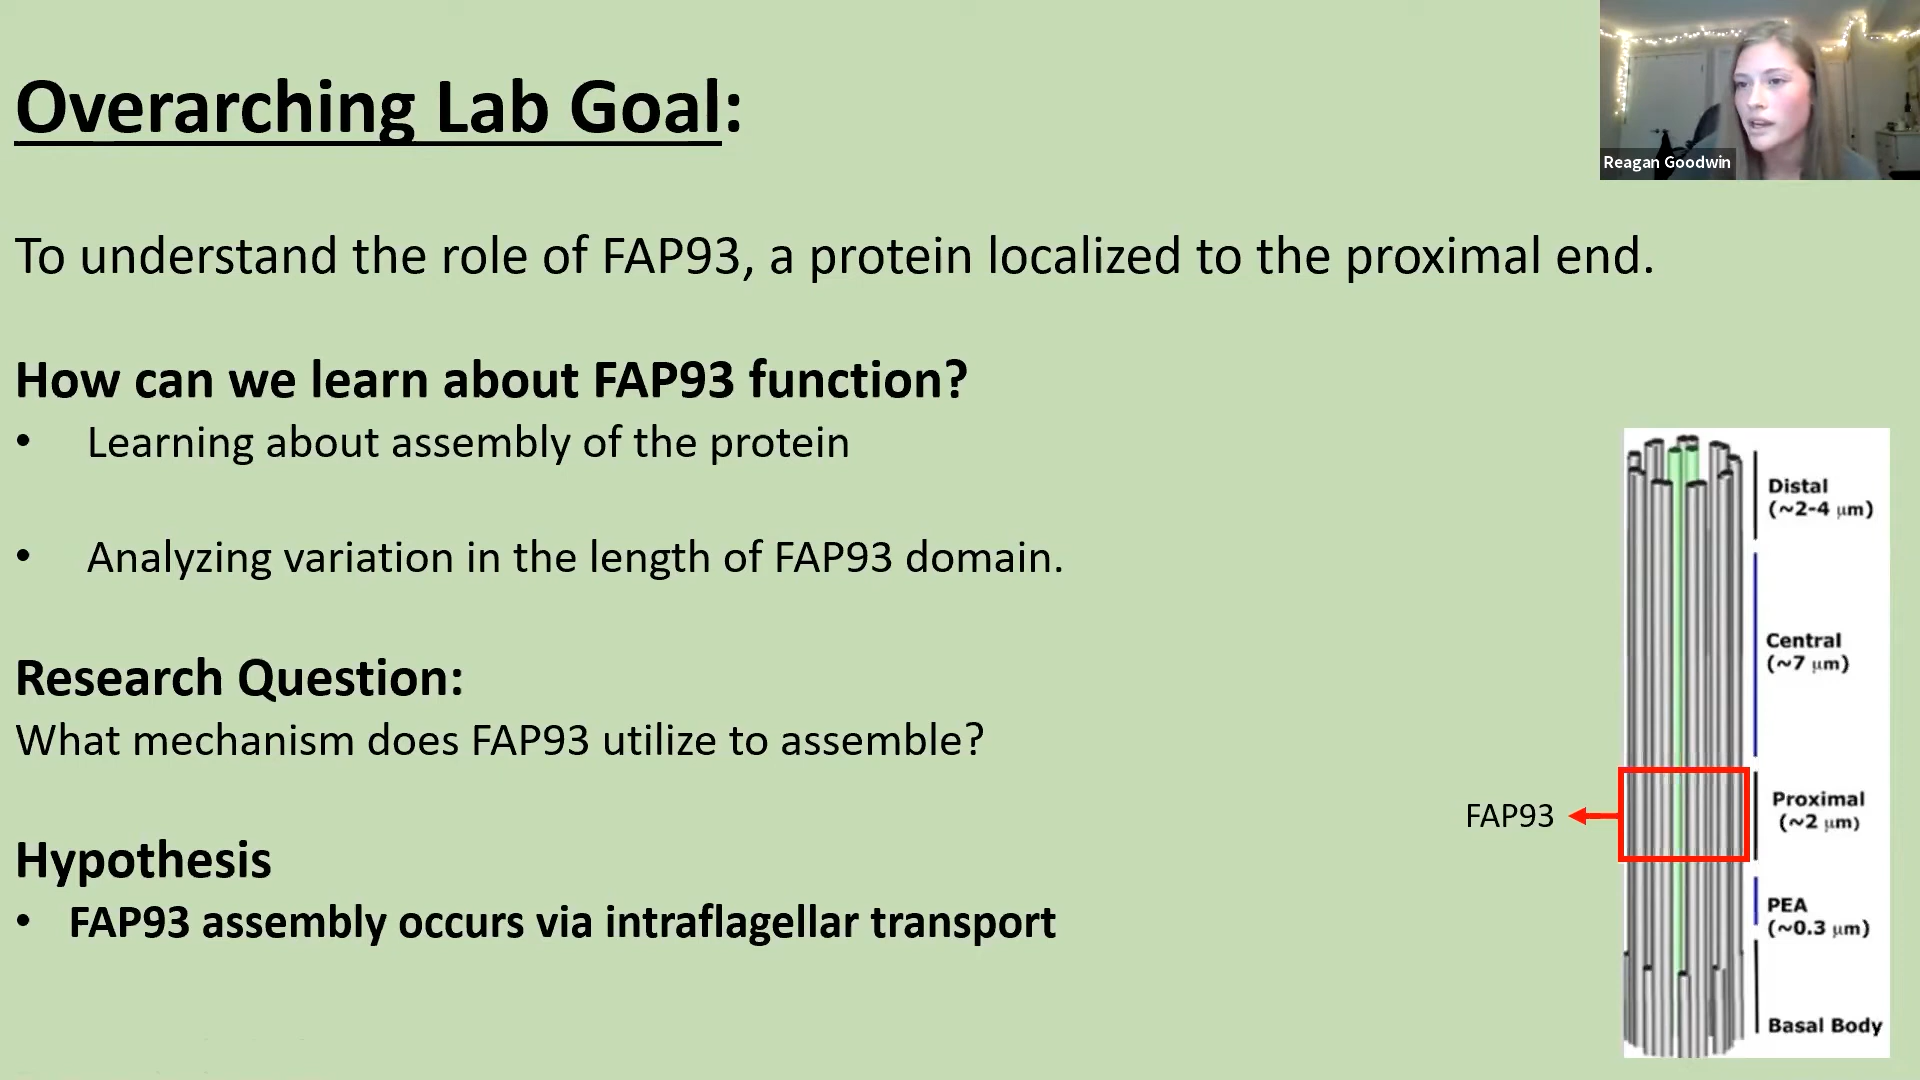 Overarching Lab Goal:
Reagan Goodwin
To understand the role of FAP93, a protein localized to the proximal end.
How can we learn about FAP93 function?
• Learning about assembly of the protein
• Analyzing variation in the length of FAP93 domain.
Research Question:
What mechanism does FAP93 utilize to assemble?
Hypothesis
• FAP93 assembly occurs via intraflagellar transport
FAP93
Distal
(~2-4 µm)
Central
(~7 µm)
Proximal
(~2 µm)
PEA
(~0.3 µm)
Basal Body